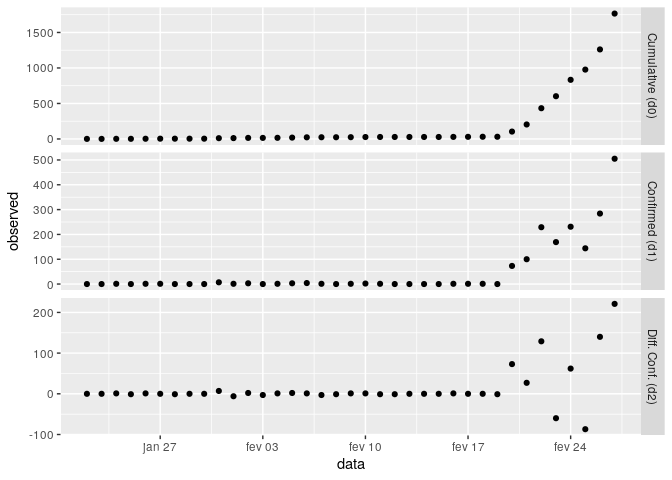 1500
1000
500
0
Cumulative (d0)
500
400
300
200
100
0
Confirmed (d1)
200
100
0
-100
Diff. Conf. (d2)
observed
jan 27
fev 03
fev 10
fev 17
fev 24
data